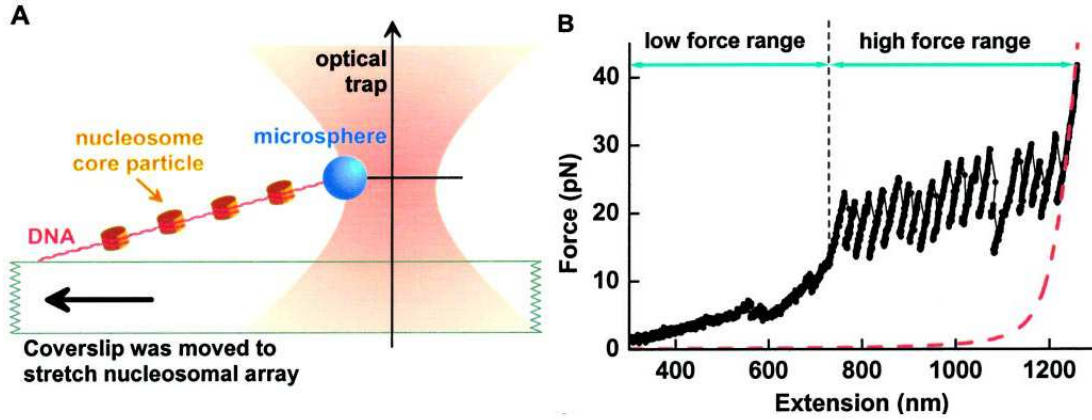 A
optical
trap
nucleosome
core particle
microsphere
DNA
Coverslip was moved to
stretch nucleosomal array
B
low force range
high force range
Force (pN)
40
30
20
10
0
400
600
800
1000
1200
Extension (nm)